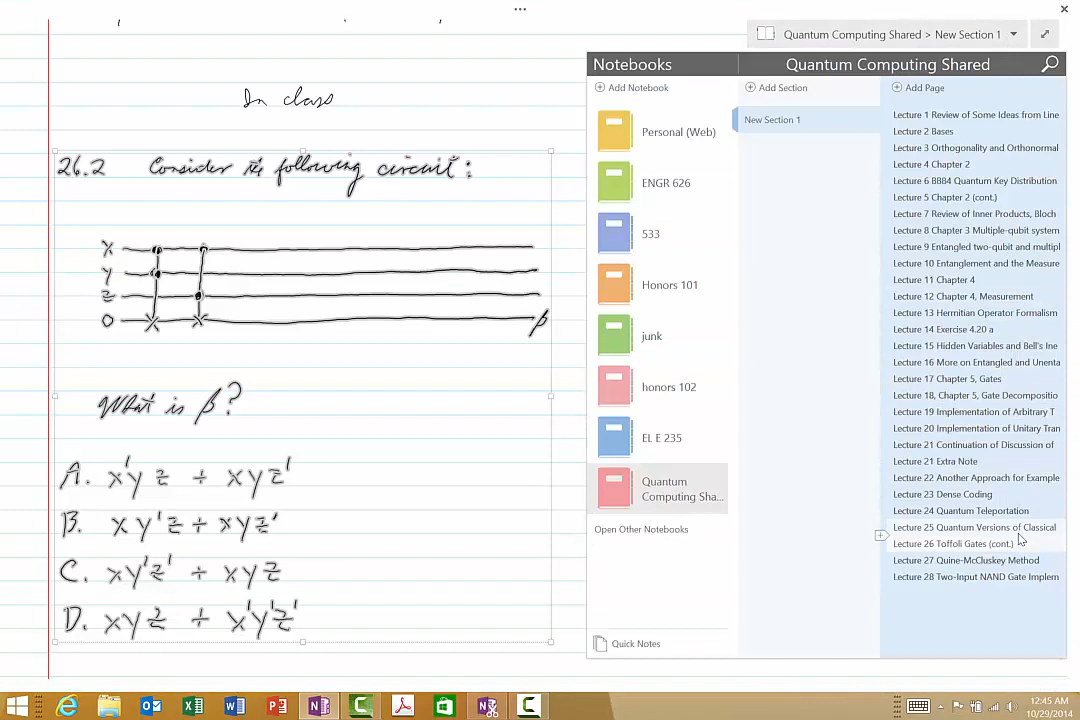 Quantum Computing Shared > New Section 1
In class
Notebooks
Quantum Computing Shared
Add Notebook
Add Section
Add Page
Personal (Web)
ENGR 626
533
Honors 101
junk
honors 102
EL E 235
Quantum
Computing Sha...
Open Other Notebooks
Quick Notes
New Section 1
Lecture 1 Review of Some Ideas from Line
Lecture 2 Bases
Lecture 3 Orthogonality and Orthonormal
Lecture 4 Chapter 2
Lecture 6 BB84 Quantum Key Distribution
Lecture 5 Chapter 2 (cont.)
Lecture 7 Review of Inner Products, Bloch
Lecture 8 Chapter 3 Multiple-qubit system
Lecture 9 Entangled two-qubit and multipl
Lecture 10 Entanglement and the Measure
Lecture 11 Chapter 4
Lecture 12 Chapter 4, Measurement
Lecture 13 Hermitian Operator Formalism
Lecture 14 Exercise 4.20 a
Lecture 15 Hidden Variables and Bell's Ine
Lecture 16 More on Entangled and Unenta
Lecture 17 Chapter 5, Gates
Lecture 18, Chapter 5, Gate Decompositio
Lecture 19 Implementation of Arbitrary T
Lecture 20 Implementation of Unitary Tran
Lecture 21 Continuation of Discussion of
Lecture 21 Extra Note
Lecture 22 Another Approach for Example
Lecture 23 Dense Coding
Lecture 24 Quantum Teleportation
Lecture 25 Quantum Versions of Classical
Lecture 26 Toffoli Gates (cont.)
Lecture 27 Quine-McCluskey Method
Lecture 28 Two-Input NAND Gate Implem
26.2 Consider the following circuit:
X
Y
Z
O
β
What is β?
A. x'yz + xyz'
B. xy'z + xyz'
C. xy'z' + xyz
D. xyz + x'y'z'
12:45 AM
10/29/2014